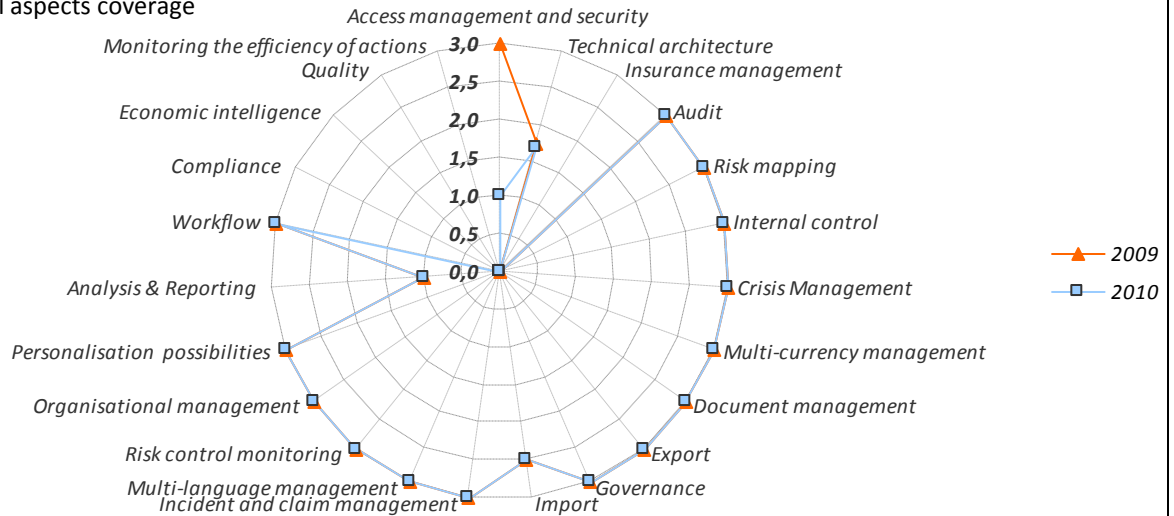 l aspects coverage
Access management and security
Monitoring the efficiency of actions
3,0
Technical architecture
Quality
Insurance management
2,5
Economic intelligence
Audit
2,0
Compliance
1,5
Risk mapping
1,0
Workflow
Internal control
0,5
2009
0,0
Analysis & Reporting
Crisis Management
2010
Personalisation possibilities
Multi-currency management
Organisational management
Document management
Risk control monitoring
Export
Multi-language management
Governance
Incident and claim management
Import